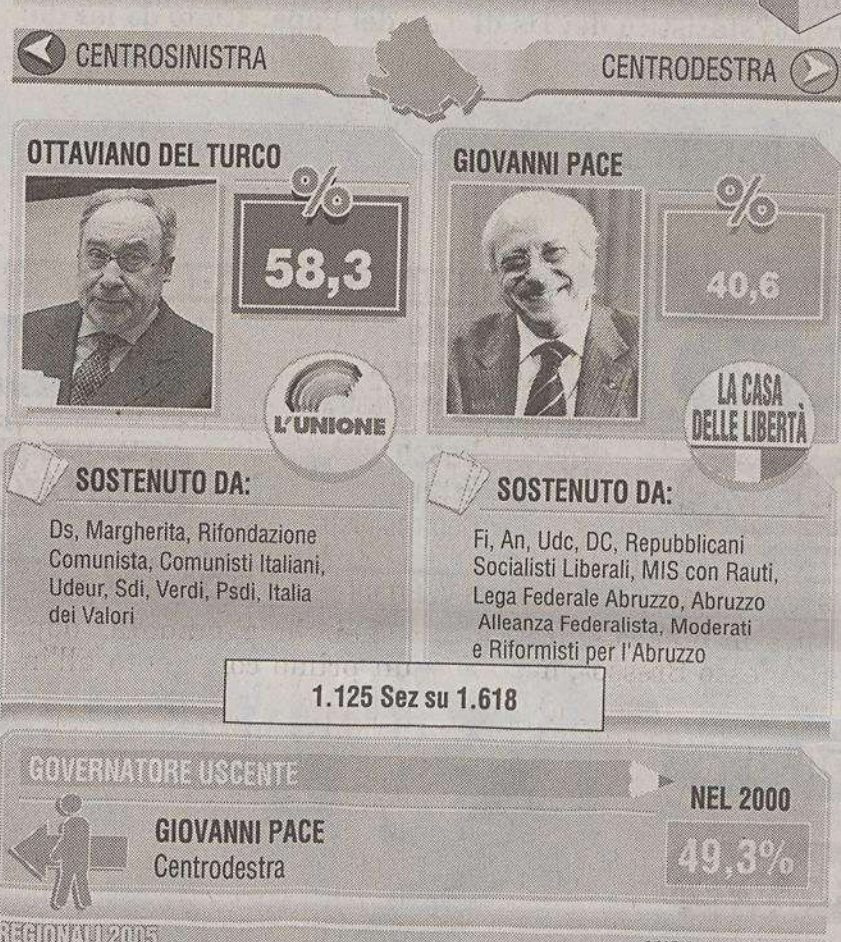 CENTROSINISTRA
CENTRODESTRA
OTTAVIANO DEL TURCO
%
58,3
L'UNIONE
SOSTENUTO DA:
Ds, Margherita, Rifondazione
Comunista, Comunisti Italiani,
Udeur, Sdi, Verdi, Psdi, Italia
dei Valori
GIOVANNI PACE
%
40,6
LA CASA
DELLE LIBERTÀ
SOSTENUTO DA:
Fi, An, Udc, DC, Repubblicani
Socialisti Liberali, MIS con Rauti,
Lega Federale Abruzzo, Abruzzo
Alleanza Federalista, Moderati
e Riformisti per l'Abruzzo
1.125 Sez su 1.618
GOVERNATORE USCENTE
GIOVANNI PACE
Centrodestra
NEL 2000
49,3%
REGIONALI 2005